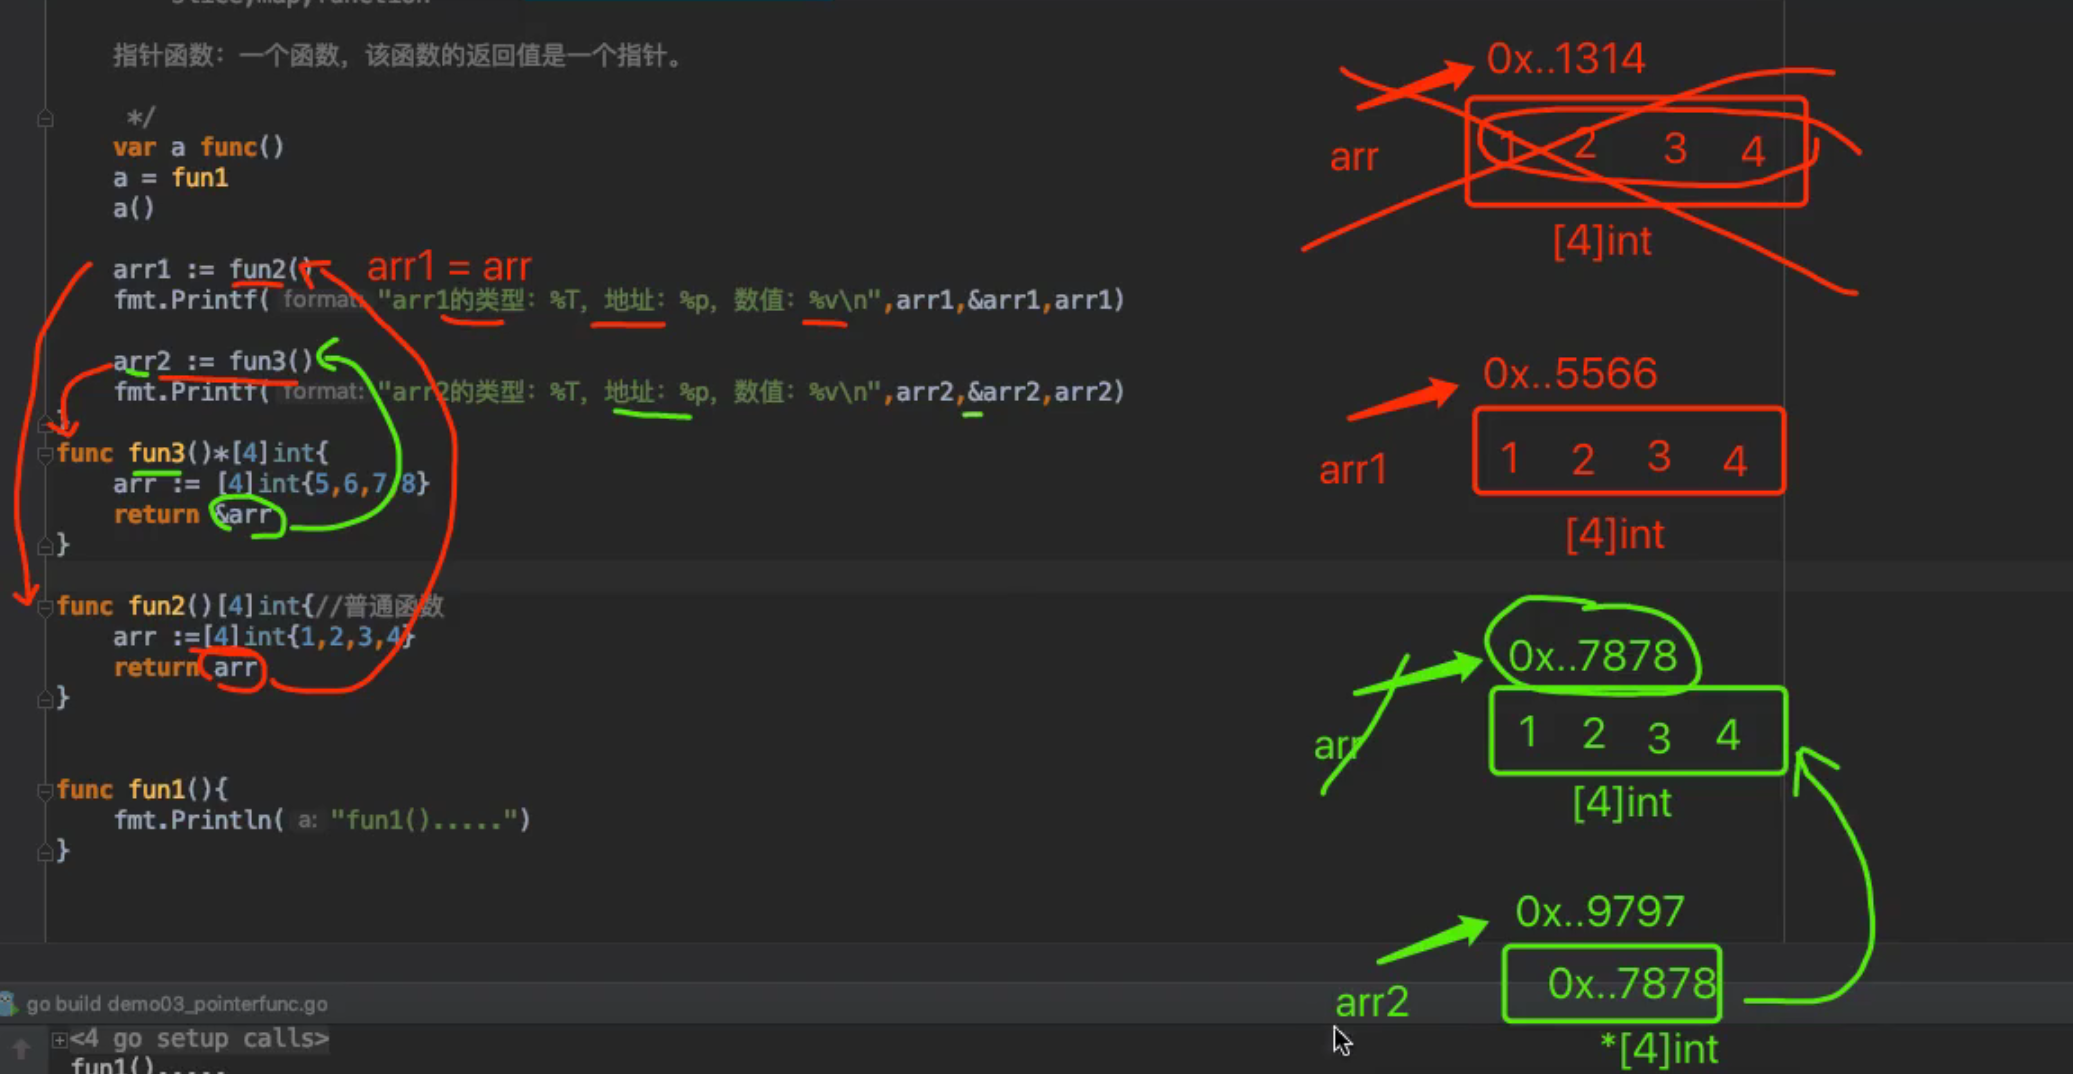 slice,map,function
指针函数：一个函数，该函数的返回值是一个指针。
*/
var a func()
a = fun1
a()
arr1 := fun2()
arr1 = arr
fmt.Printf( format: "arr1的类型：%T，地址：%p，数值：%v\n",arr1,&arr1,arr1)
arr2 := fun3()
fmt.Printf( format: "arr2的类型：%T，地址：%p，数值：%v\n",arr2,&arr2,arr2)
}
func fun3()*[4]int{
arr := [4]int{5,6,7,8}
return &arr
}
func fun2()[4]int{//普通函数
arr :=[4]int{1,2,3,4}
return arr
}
func fun1(){
fmt.Println( a: "fun1().....")
}
go build demo03_pointerfunc.go
<4 go setup calls>
fun1().....
0x..1314
arr
1 2 3 4
[4]int
0x..5566
arr1
1 2 3 4
[4]int
0x..7878
arr
1 2 3 4
[4]int
0x..9797
arr2
0x..7878
*[4]int